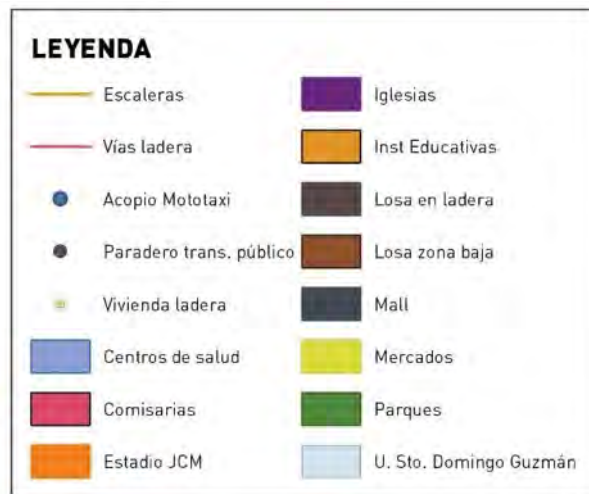 LEYENDA
Escaleras
Vías ladera
Acopio Mototaxi
Paradero trans. público
Vivienda ladera
Centros de salud
Comisarias
Estadio JCM
Iglesias
Inst Educativas
Losa en ladera
Losa zona baja
Mall
Mercados
Parques
U. Sto. Domingo Guzmán